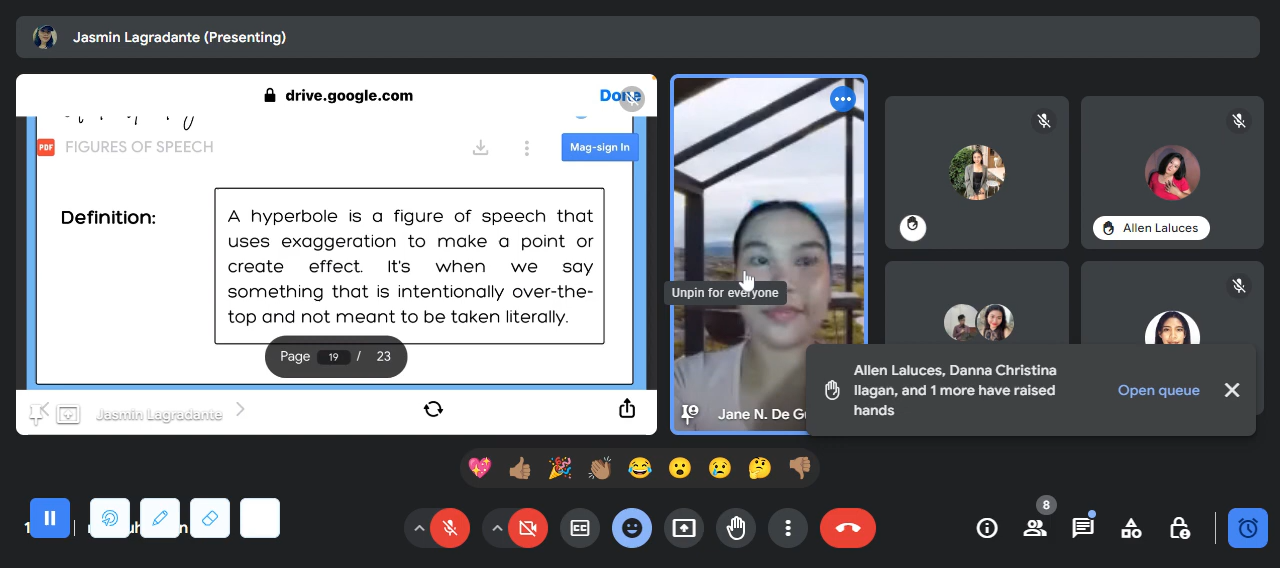 Jasmin Lagradante (Presenting)
drive.google.com
Done
PDF
FIGURES OF SPEECH
Mag-sign In
Definition:
A hyperbole is a figure of speech that
uses exaggeration to make a point or
create effect. It's when we say
something that is intentionally over-the-
top and not meant to be taken literally.
Page 19 / 23
Jasmin Lagradante
Unpin for everyone
Jane N. De
Allen Laluces
Allen Laluces, Danna Christina
Ilagan, and 1 more have raised
hands
Open queue
CC
8